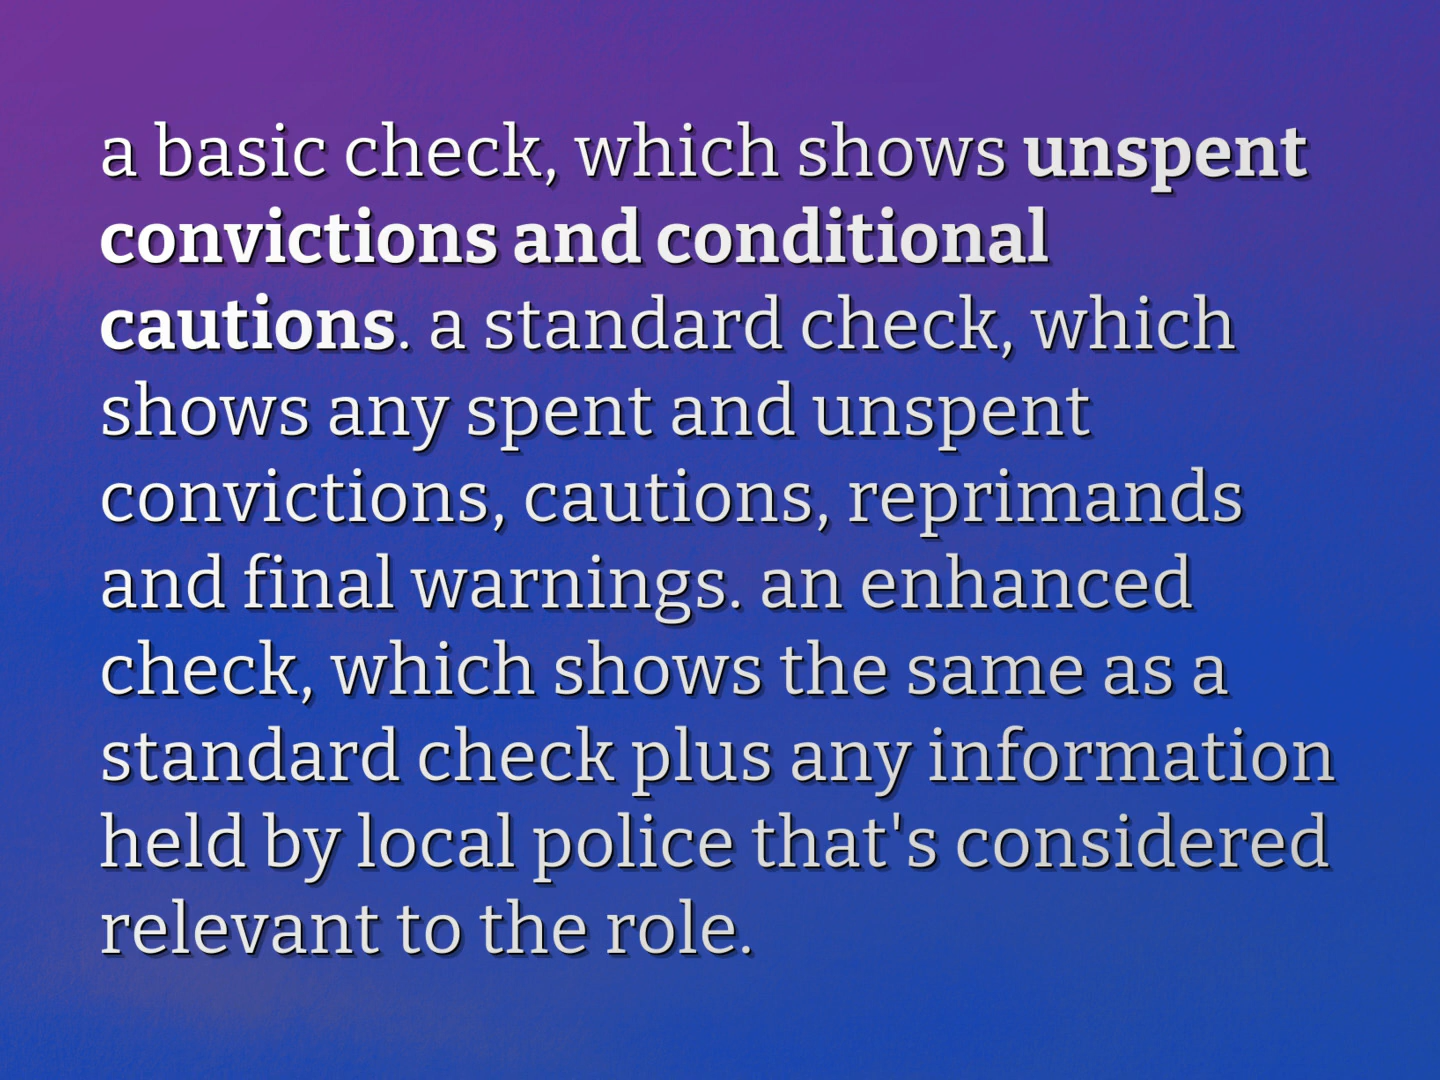 a basic check, which shows unspent
convictions and conditional
cautions. a standard check, which
shows any spent and unspent
convictions, cautions, reprimands
and final warnings. an enhanced
check, which shows the same as a
standard check plus any information
held by local police that's considered
relevant to the role.